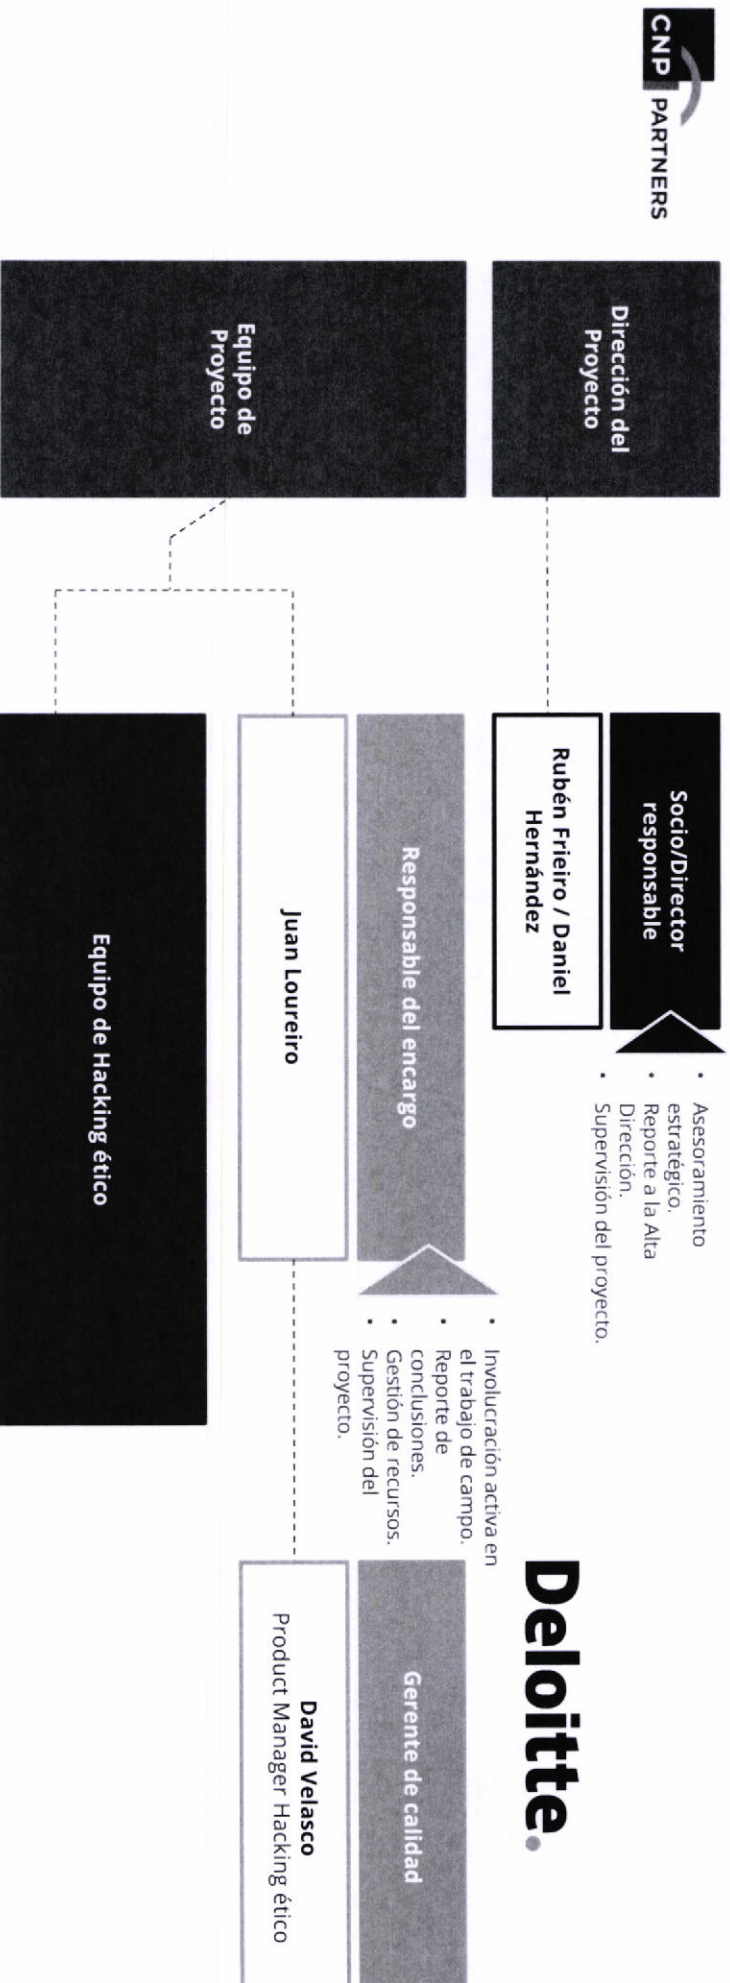 CNP PARTNERS
Deloitte.
Dirección del
Proyecto
Socio/Director
responsable
Rubén Frieiro / Daniel
Hernández
• Asesoramiento
estratégico.
• Reporte a la Alta
Dirección.
• Supervisión del proyecto.
Equipo de
Proyecto
Responsable del encargo
Juan Loureiro
• Involucración activa en
el trabajo de campo.
• Reporte de
conclusiones.
• Gestión de recursos.
• Supervisión del
proyecto.
Gerente de calidad
David Velasco
Product Manager Hacking ético
Equipo de Hacking ético